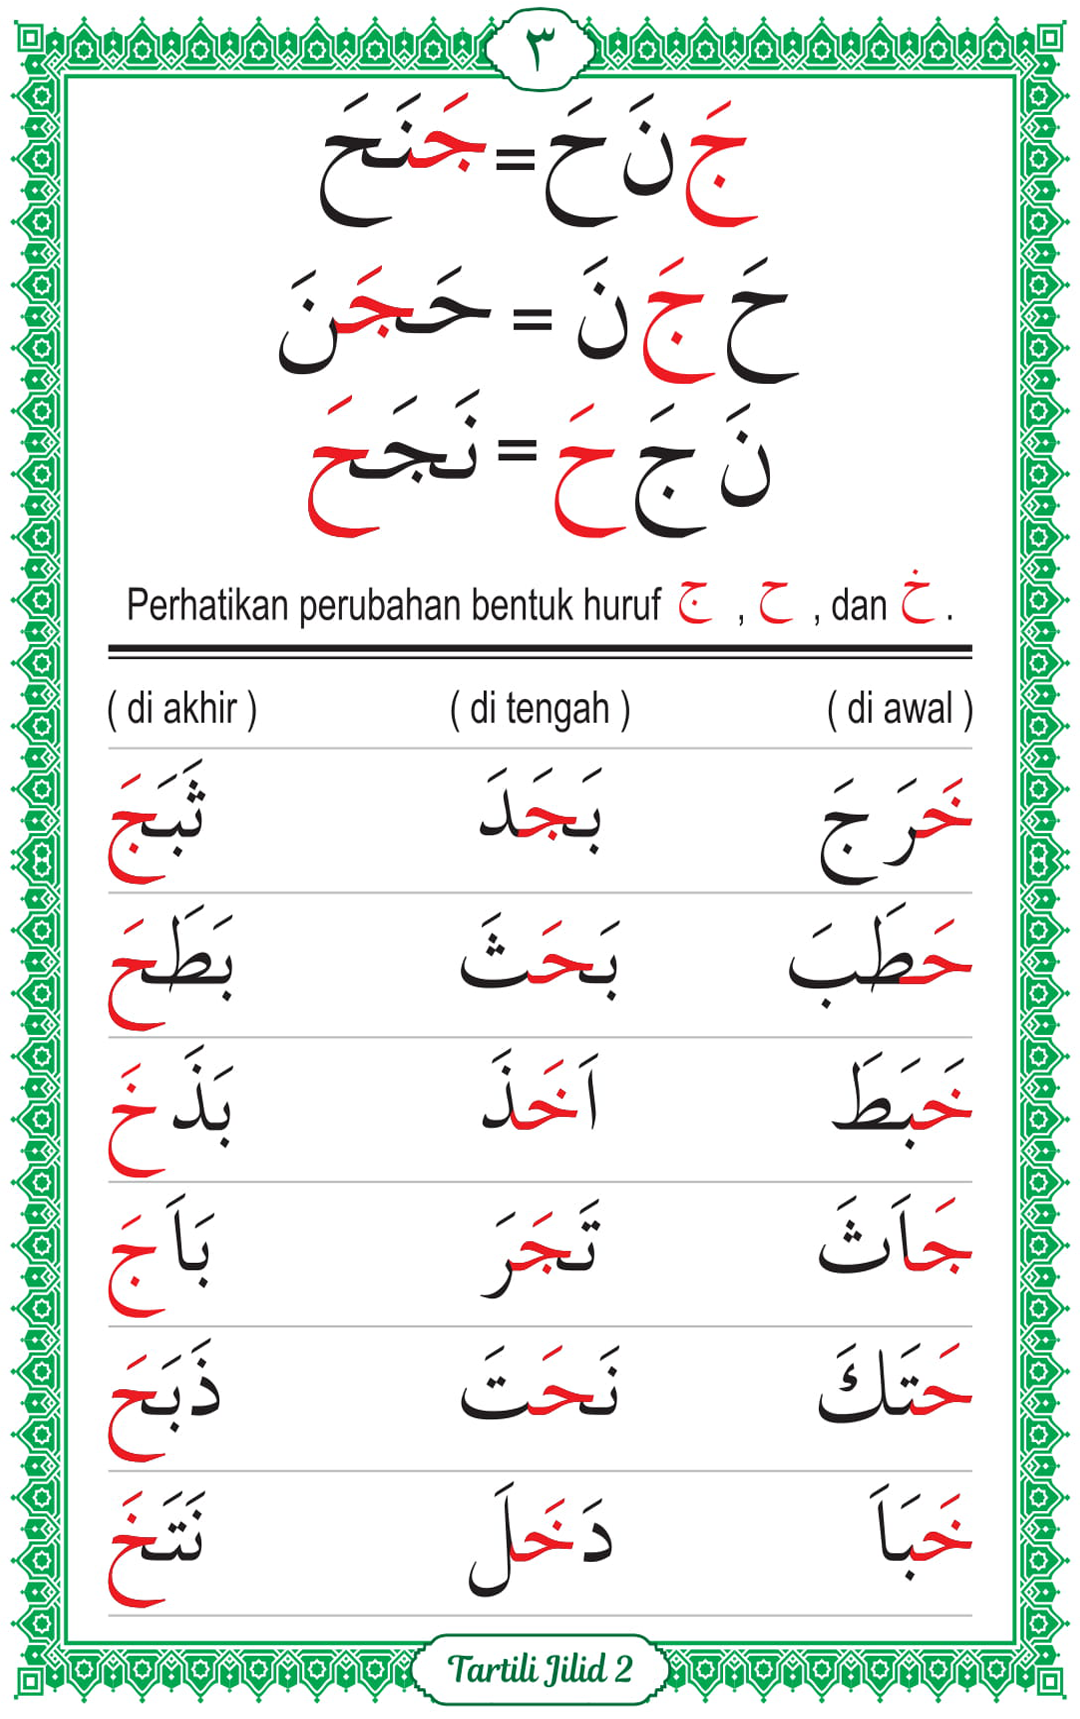 ٣
جَ نَ حَ = جَنَحَ
حَ جَ نَ = حَجَنَ
نَ جَ حَ = نَجَحَ
Perhatikan perubahan bentuk huruf ج , ح , dan خ .
( di awal ) ( di tengah ) ( di akhir )
خَرَجَ بَجَدَ ثَبَجَ
حَطَبَ بَحَثَ بَطَحَ
خَبَطَ اَخَذَ بَذَخَ
جَاَثَ تَجَرَ بَاَجَ
حَتَكَ نَحَتَ ذَبَحَ
خَبَاَ دَخَلَ نَتَخَ
Tartili Jilid 2